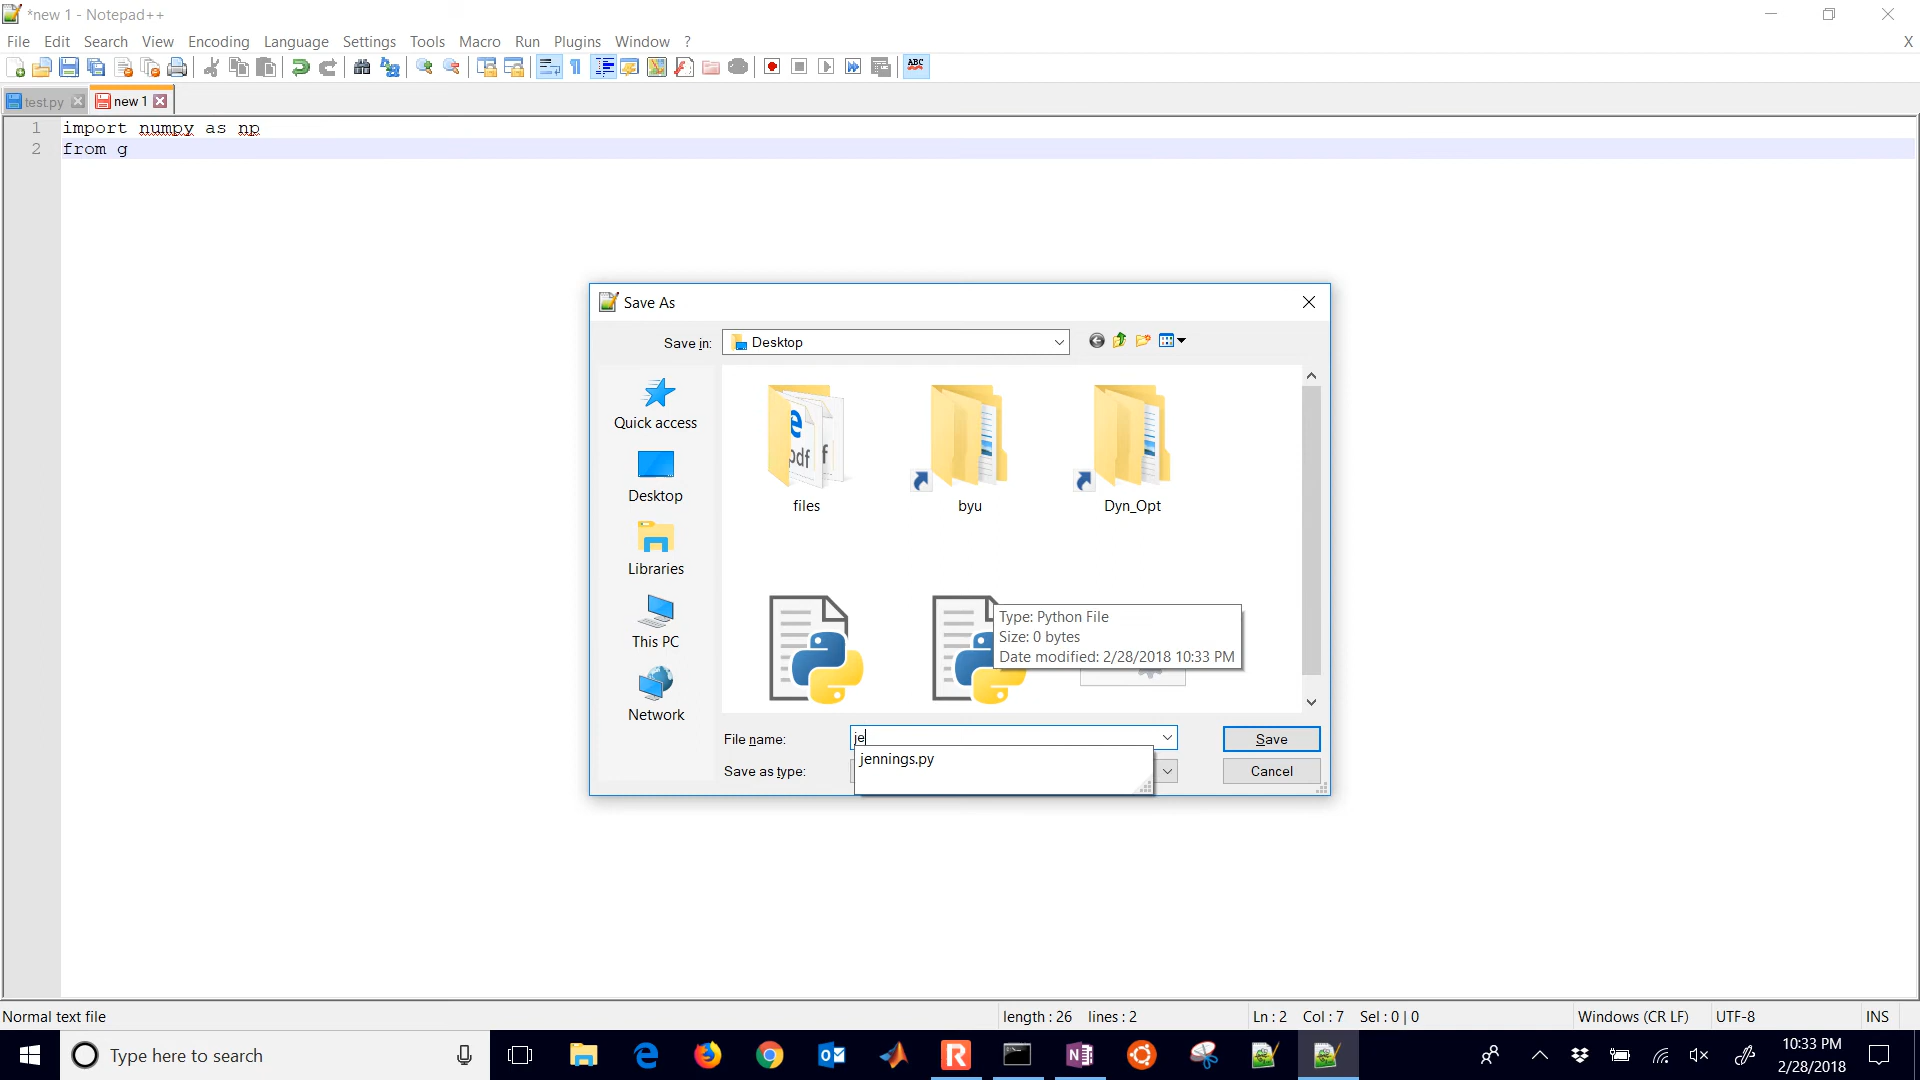 *new 1 - Notepad++
File Edit Search View Encoding Language Settings Tools Macro Run Plugins Window ?
X
ABC
test.py new 1
1 import numpy as np
2 from g
Save As
Save in: Desktop
Quick access
Desktop
Libraries
This PC
Network
files byu Dyn_Opt
Type: Python File
Size: 0 bytes
Date modified: 2/28/2018 10:33 PM
File name: je Save
jennings.py
Save as type: Cancel
Normal text file length : 26 lines : 2 Ln : 2 Col : 7 Sel : 0 | 0 Windows (CR LF) UTF-8 INS
Type here to search
10:33 PM
2/28/2018